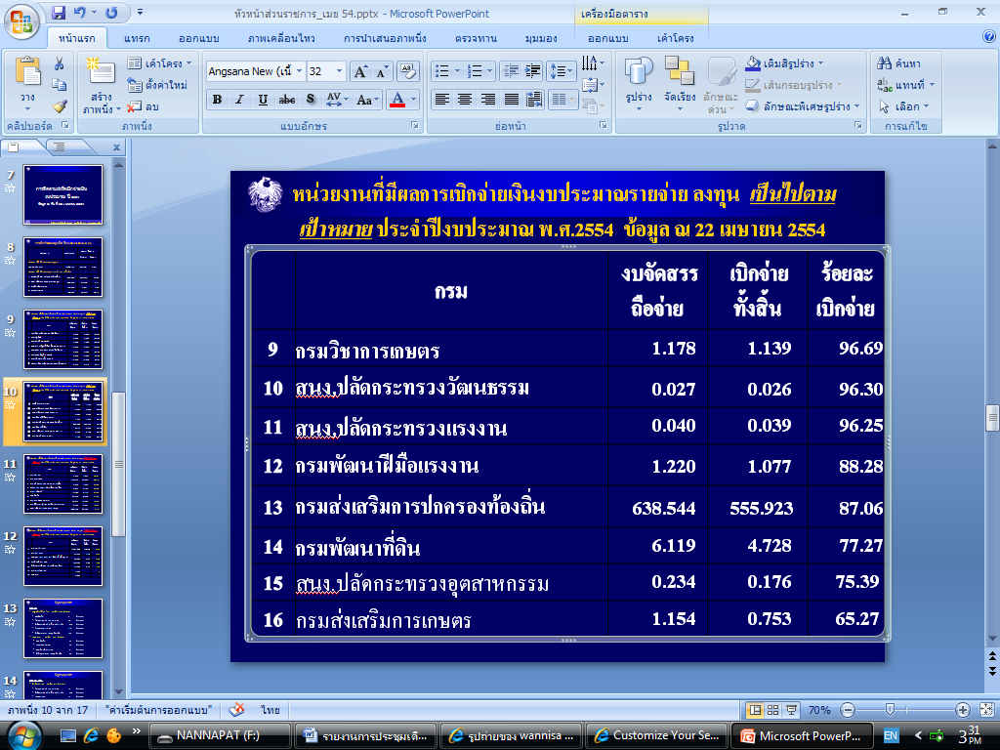 หัวหน้าส่วนราชการ_เมย 54.pptx - Microsoft PowerPoint
เครื่องมือตาราง
หน้าแรก แทรก ออกแบบ ภาพเคลื่อนไหว การนำเสนอภาพนิ่ง ตรวจทาน มุมมอง ออกแบบ เค้าโครง
วาง
คลิปบอร์ด
สร้าง
ภาพนิ่ง
เค้าโครง
ตั้งค่าใหม่
ลบ
ภาพนิ่ง
Angsana New (เนื้ 32
แบบอักษร
ย่อหน้า
รูปร่าง
จัดเรียง
ลักษณะ
ด่วน
เติมสีรูปร่าง
เส้นกรอบรูปร่าง
ลักษณะพิเศษรูปร่าง
รูปวาด
ค้นหา
แทนที่
เลือก
การแก้ไข
7
8
9
10
11
12
13
14
หน่วยงานที่มีผลการเบิกจ่ายเงินงบประมาณรายจ่าย ลงทุน เป็นไปตาม
เป้าหมาย ประจำปีงบประมาณ พ.ศ.2554 ข้อมูล ณ 22 เมษายน 2554
กรม งบจัดสรร เบิกจ่าย ร้อยละ
ถือจ่าย ทั้งสิ้น เบิกจ่าย
9 กรมวิชาการเกษตร 1.178 1.139 96.69
10 สนง.ปลัดกระทรวงวัฒนธรรม 0.027 0.026 96.30
11 สนง.ปลัดกระทรวงแรงงาน 0.040 0.039 96.25
12 กรมพัฒนาฝีมือแรงงาน 1.220 1.077 88.28
13 กรมส่งเสริมการปกครองท้องถิ่น 638.544 555.923 87.06
14 กรมพัฒนาที่ดิน 6.119 4.728 77.27
15 สนง.ปลัดกระทรวงอุตสาหกรรม 0.234 0.176 75.39
16 กรมส่งเสริมการเกษตร 1.154 0.753 65.27
ภาพนิ่ง 10 จาก 17 "ค่าเริ่มต้นการออกแบบ" ไทย 70%
NANNAPAT (F:) รายงานการประชุมเดื... รูปถ่ายของ wannisa ... Customize Your Se... Microsoft PowerP... EN 3 31 PM